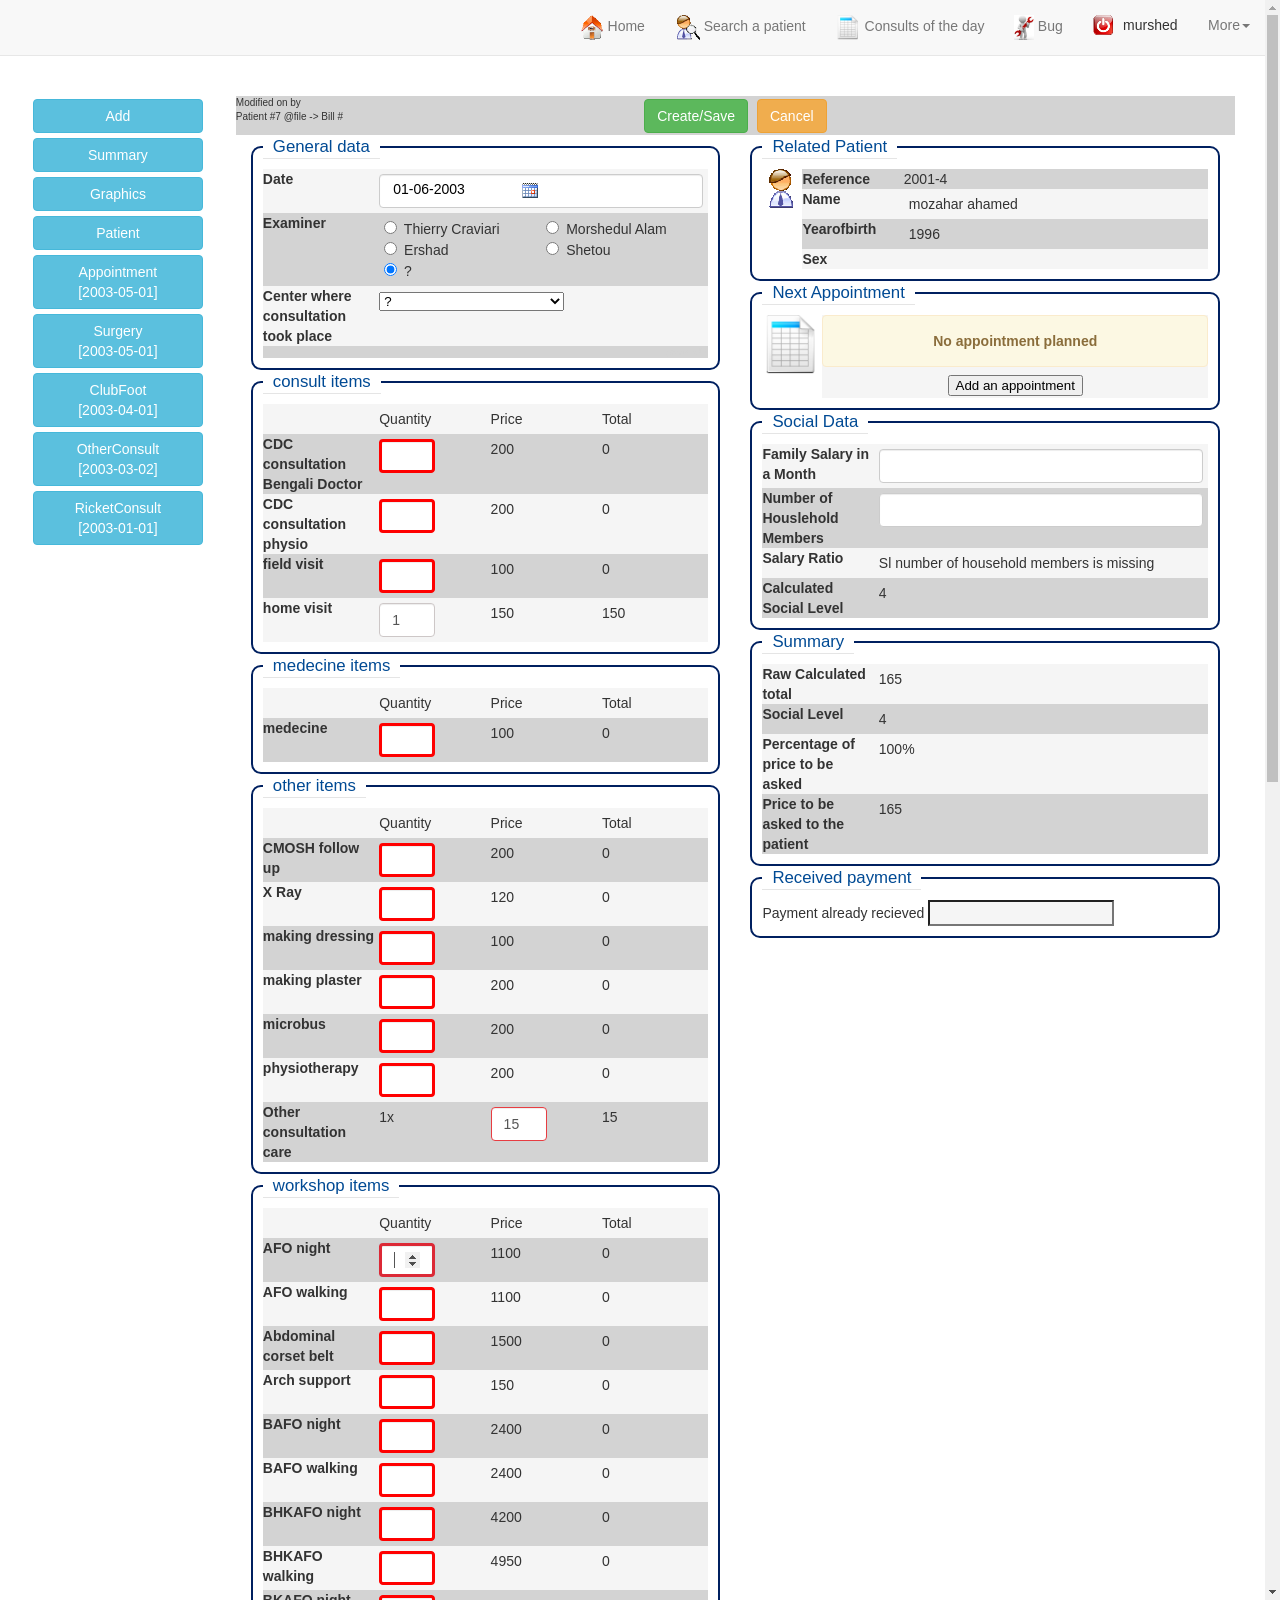 Home
Search a patient
Consults of the day
Bug
murshed
More
Add
Summary
Graphics
Patient
Appointment
[2003-05-01]
Surgery
[2003-05-01]
ClubFoot
[2003-04-01]
OtherConsult
[2003-03-02]
RicketConsult
[2003-01-01]
Modified on by
Patient #7 @file -> Bill #
Create/Save
Cancel
General data
Date
01-06-2003
Examiner
Thierry Craviari
Morshedul Alam
Ershad
Shetou
?
Center where
consultation
took place
?
consult items
Quantity Price Total
CDC
consultation
Bengali Doctor
200 0
CDC
consultation
physio
200 0
field visit 100 0
home visit 1 150 150
medecine items
Quantity Price Total
medecine 100 0
other items
Quantity Price Total
CMOSH follow
up
200 0
X Ray 120 0
making dressing 100 0
making plaster 200 0
microbus 200 0
physiotherapy 200 0
Other
consultation
care
1x 15 15
workshop items
Quantity Price Total
AFO night 1100 0
AFO walking 1100 0
Abdominal
corset belt
1500 0
Arch support 150 0
BAFO night 2400 0
BAFO walking 2400 0
BHKAFO night 4200 0
BHKAFO
walking
4950 0
BKAFO night
Related Patient
Reference 2001-4
Name mozahar ahamed
Yearofbirth 1996
Sex
Next Appointment
No appointment planned
Add an appointment
Social Data
Family Salary in
a Month
Number of
Houslehold
Members
Salary Ratio Sl number of household members is missing
Calculated
Social Level
4
Summary
Raw Calculated
total
165
Social Level 4
Percentage of
price to be
asked
100%
Price to be
asked to the
patient
165
Received payment
Payment already recieved